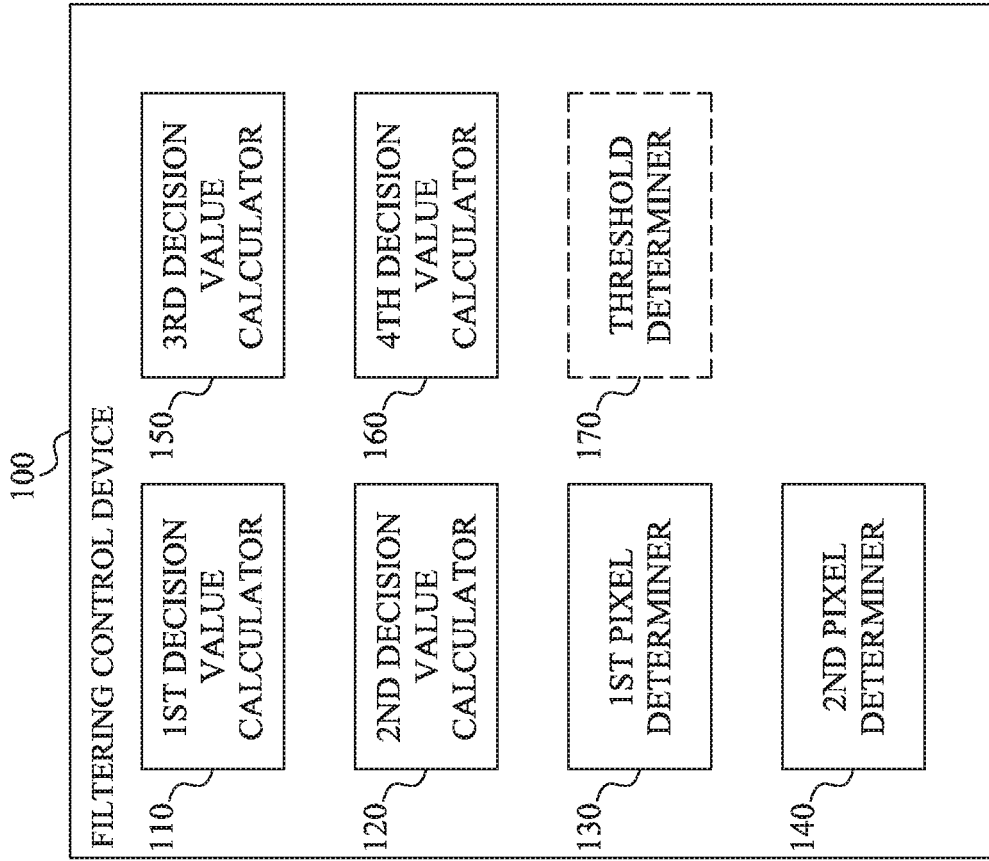 100
FILTERING CONTROL DEVICE
110
1ST DECISION
VALUE
CALCULATOR
120
2ND DECISION
VALUE
CALCULATOR
130
1ST PIXEL
DETERMINER
140
2ND PIXEL
DETERMINER
150
3RD DECISION
VALUE
CALCULATOR
160
4TH DECISION
VALUE
CALCULATOR
170
THRESHOLD
DETERMINER